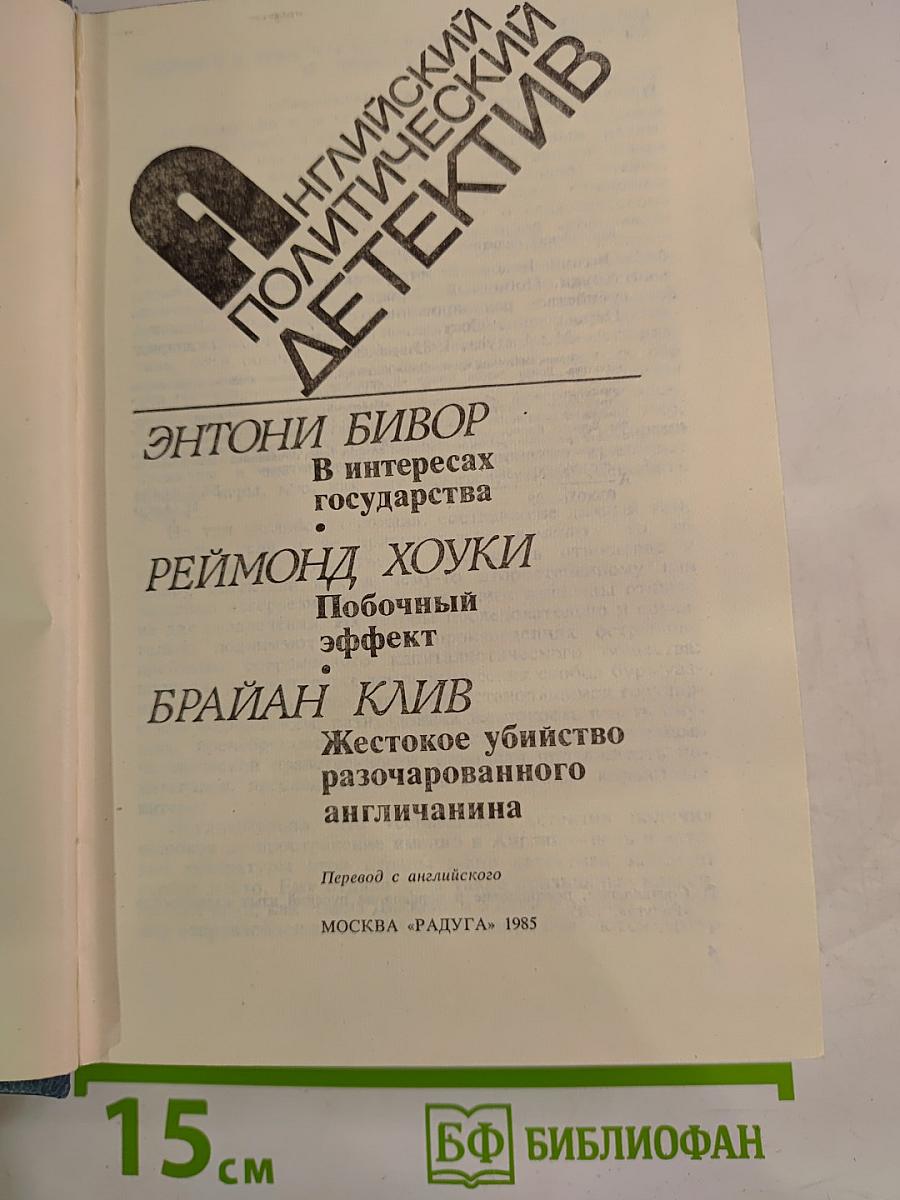 АНГЛИЙСКИЙ
ПОЛИТИЧЕСКИЙ
ДЕТЕКТИВ
ЭНТОНИ БИВОР
В интересах
государства
•
РЕЙМОНД ХОУКИ
Побочный
эффект
•
БРАЙАН КЛИВ
Жестокое убийство
разочарованного
англичанина
Перевод с английского
МОСКВА «РАДУГА» 1985
15 см
БФ БИБЛИОФАН